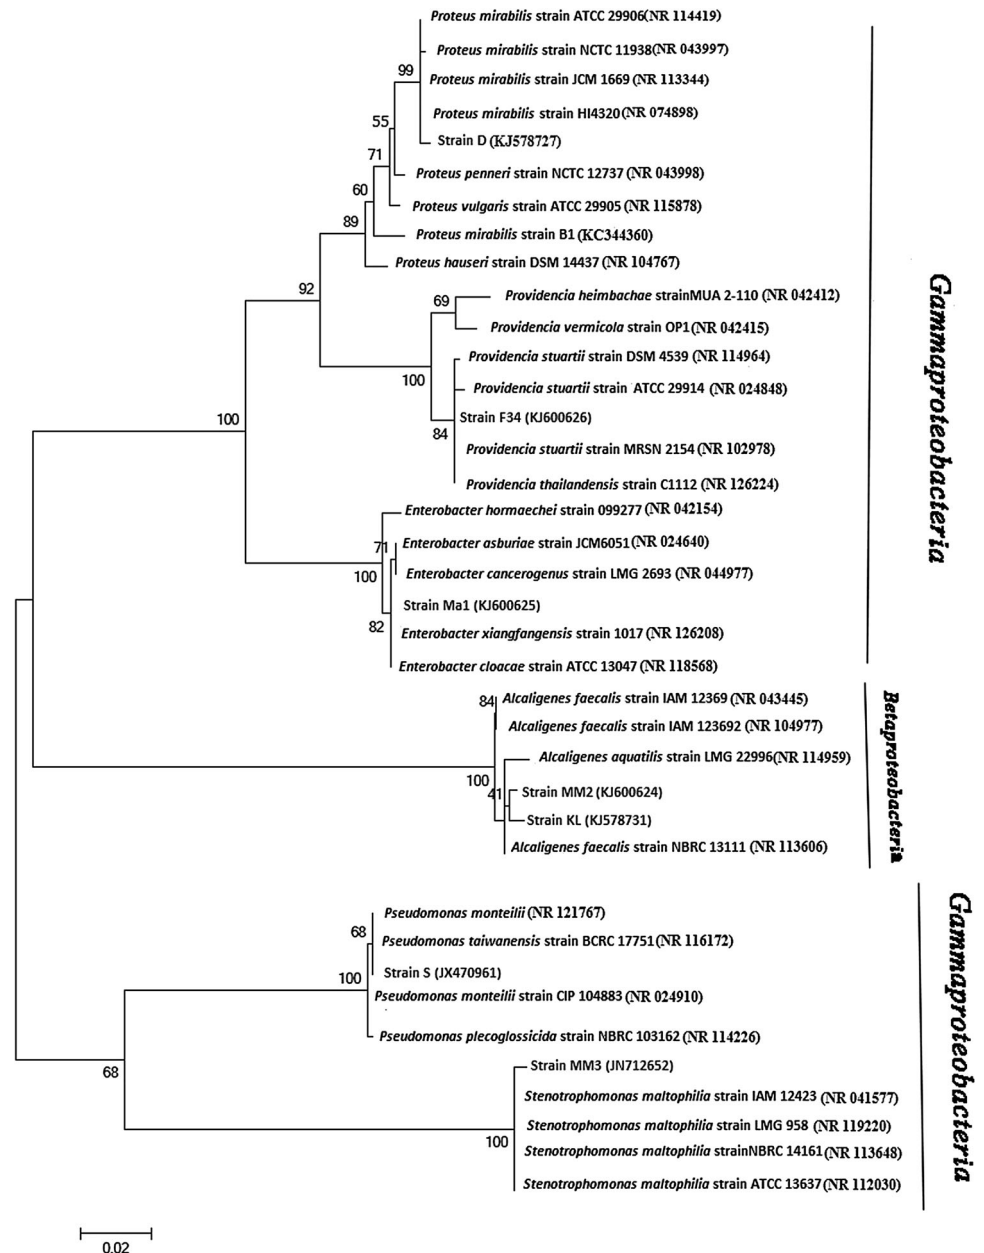 Proteus mirabilis strain ATCC 29906(NR 114419)
Proteus mirabilis strain NCTC 11938(NR 043997)
99
Proteus mirabilis strain JCM 1669 (NR 113344)
Proteus mirabilis strain HI4320(NR 074898)
55
Strain D (KJ578727)
71
Proteus penneri strain NCTC 12737 (NR 043998)
60
Proteus vulgaris strain ATCC 29905 (NR 115878)
89
Proteus mirabilis strain B1 (KC344360)
Proteus hauseri strain DSM 14437 (NR 104767)
92
Providencia heimbachae strainMUA 2-110 (NR 042412)
69
Providencia vermicola strain OP1(NR 042415)
Providencia stuartii strain DSM 4539 (NR 114964)
100
Providencia stuartii strain ATCC 29914 (NR 024848)
100
Strain F34 (KJ600626)
84
Providencia stuartii strain MRSN 2154 (NR 102978)
Providencia thailandensis strain C1112 (NR 126224)
Enterobacter hormaechei strain 099277 (NR 042154)
71
Enterobacter asburiae strain JCM6051(NR 024640)
100
Enterobacter cancerogenus strain LMG 2693 (NR 044977)
Strain Ma1 (KJ600625)
82
Enterobacter xiangfangensis strain 1017 (NR 126208)
Enterobacter cloacae strain ATCC 13047 (NR 118568)
Gammaproteobacteria
84
Alcaligenes faecalis strain IAM 12369 (NR 043445)
Alcaligenes faecalis strain IAM 123692 (NR 104977)
Alcaligenes aquatilis strain LMG 22996(NR 114959)
100
41
Strain MM2 (KJ600624)
Strain KL (KJ578731)
Alcaligenes faecalis strain NBRC 13111 (NR 113606)
Betaproteobacteria
Pseudomonas monteilii (NR 121767)
68
Pseudomonas taiwanensis strain BCRC 17751(NR 116172)
Strain S (JX470961)
100
Pseudomonas monteilii strain CIP 104883 (NR 024910)
Pseudomonas plecoglossicida strain NBRC 103162 (NR 114226)
68
Strain MM3 (JN712652)
Stenotrophomonas maltophilia strain IAM 12423 (NR 041577)
Stenotrophomonas maltophilia strain LMG 958 (NR 119220)
100
Stenotrophomonas maltophilia strainNBRC 14161(NR 113648)
Stenotrophomonas maltophilia strain ATCC 13637(NR 112030)
Gammaproteobacteria
0.02